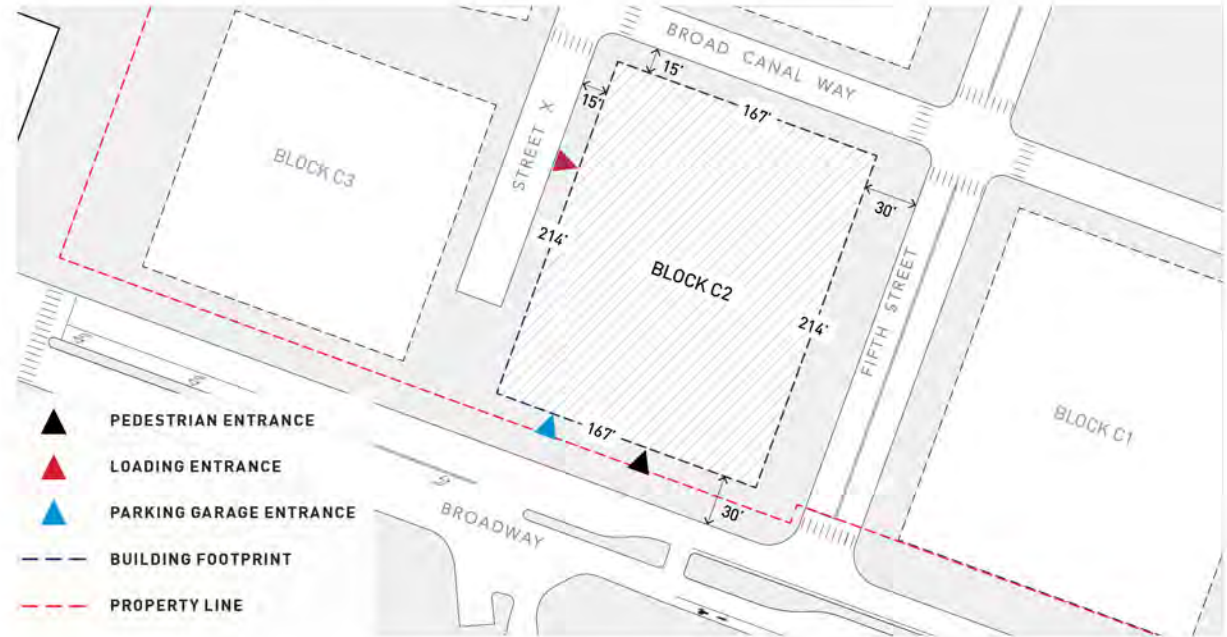 BROAD CANAL WAY
15'
15'
167'
STREET X
BLOCK C3
30'
214'
BLOCK C2
214'
FIFTH STREET
BLOCK C1
167'
30'
BROADWAY
PEDESTRIAN ENTRANCE
LOADING ENTRANCE
PARKING GARAGE ENTRANCE
BUILDING FOOTPRINT
PROPERTY LINE